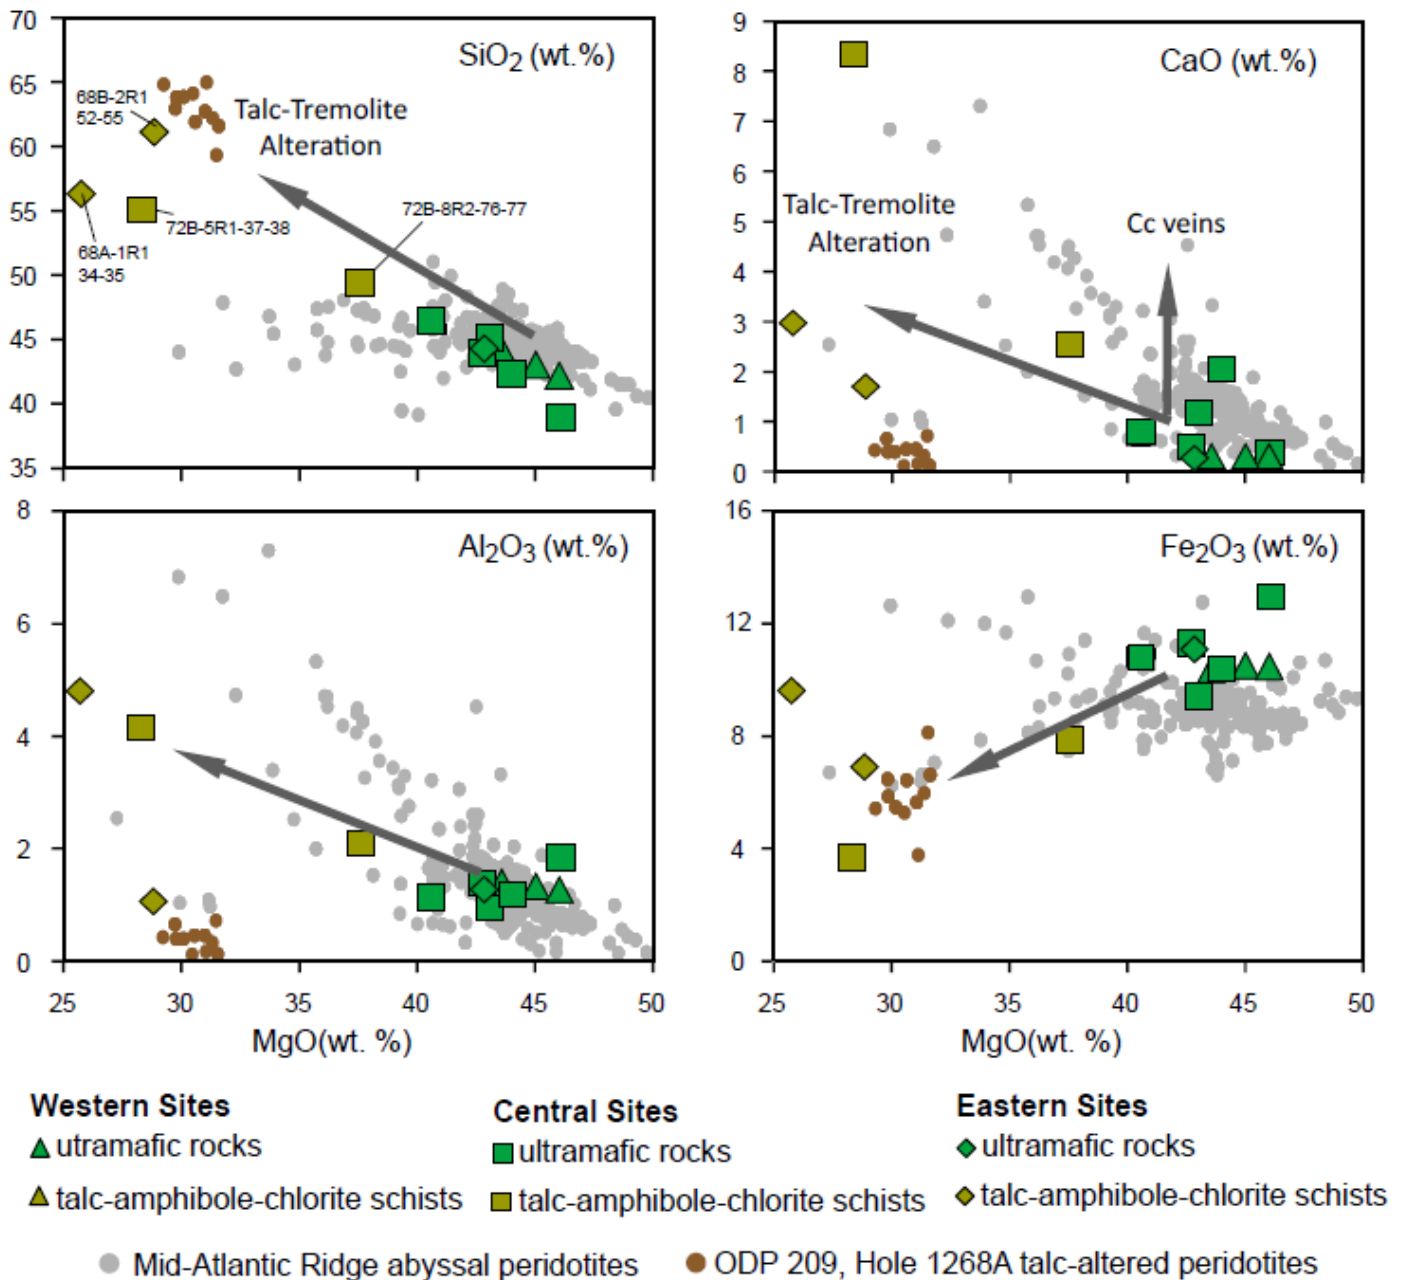 70
65
60
55
50
45
40
35
SiO2 (wt.%)
68B-2R1
52-55
Talc-Tremolite
Alteration
72B-8R2-76-77
72B-5R1-37-38
68A-1R1
34-35
9
8
7
6
5
4
3
2
1
0
CaO (wt.%)
Talc-Tremolite
Alteration
Cc veins
8
6
4
2
0
Al2O3 (wt.%)
25 30 35 40 45 50
MgO(wt. %)
16
12
8
4
0
Fe2O3 (wt.%)
25 30 35 40 45 50
MgO(wt. %)
Western Sites
utramafic rocks
talc-amphibole-chlorite schists
Central Sites
ultramafic rocks
talc-amphibole-chlorite schists
Eastern Sites
ultramafic rocks
talc-amphibole-chlorite schists
Mid-Atlantic Ridge abyssal peridotites
ODP 209, Hole 1268A talc-altered peridotites